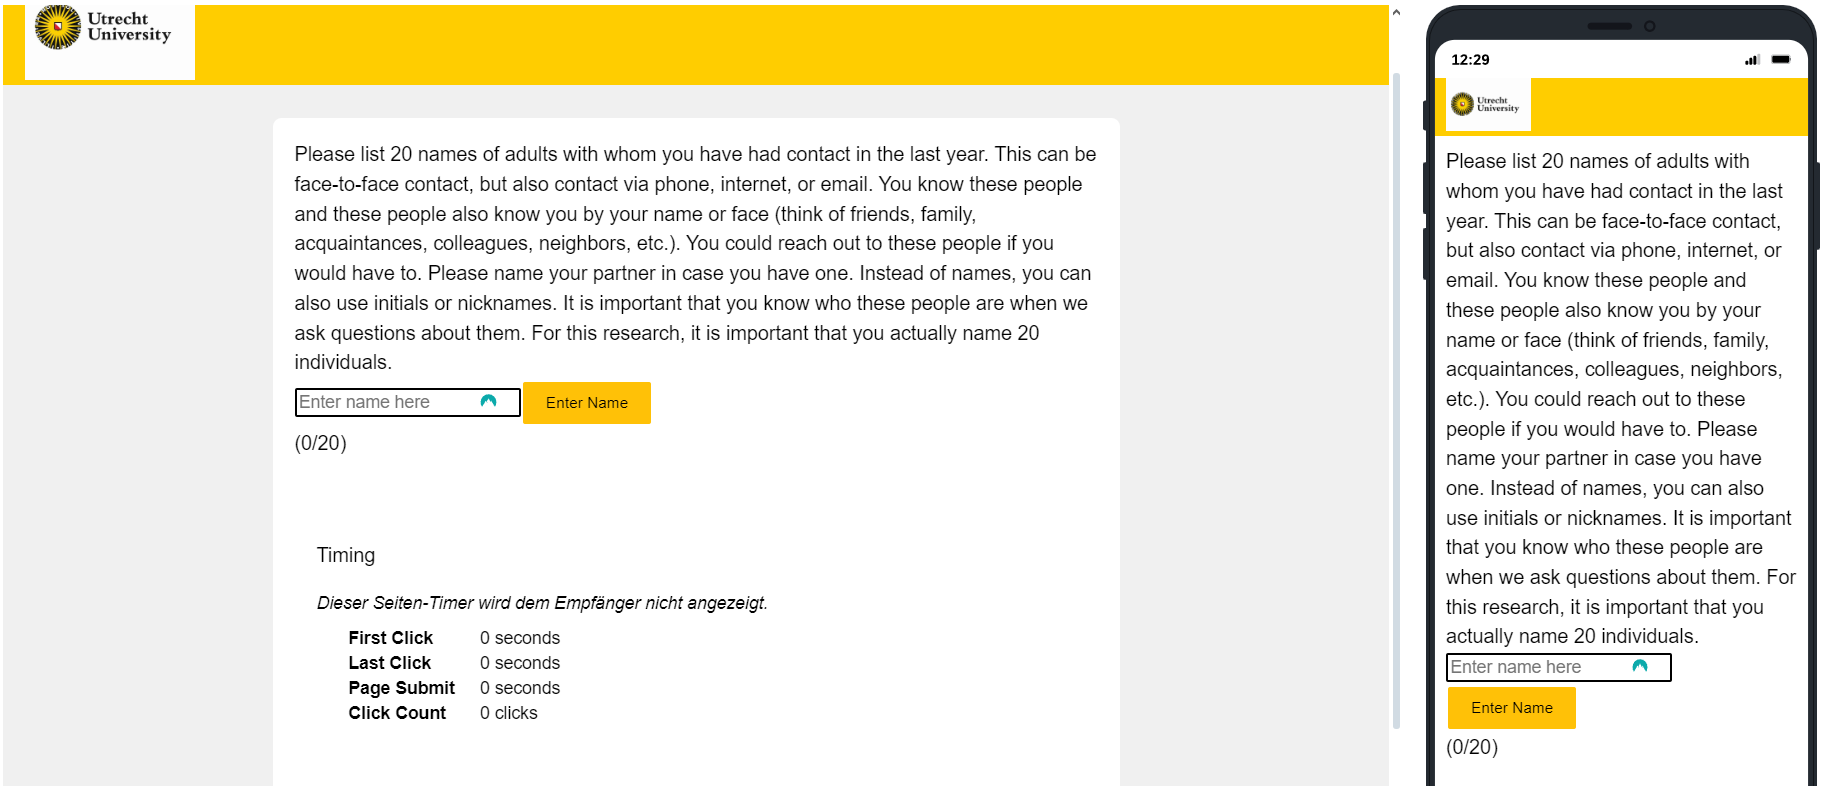 Utrecht
University
Please list 20 names of adults with whom you have had contact in the last year. This can be
face-to-face contact, but also contact via phone, internet, or email. You know these people
and these people also know you by your name or face (think of friends, family,
acquaintances, colleagues, neighbors, etc.). You could reach out to these people if you
would have to. Please name your partner in case you have one. Instead of names, you can
also use initials or nicknames. It is important that you know who these people are when we
ask questions about them. For this research, it is important that you actually name 20
individuals.
Enter name here
Enter Name
(0/20)
Timing
Dieser Seiten-Timer wird dem Empfänger nicht angezeigt.
First Click 0 seconds
Last Click 0 seconds
Page Submit 0 seconds
Click Count 0 clicks
12:29
Utrecht
University
Please list 20 names of adults with
whom you have had contact in the last
year. This can be face-to-face contact,
but also contact via phone, internet, or
email. You know these people and
these people also know you by your
name or face (think of friends, family,
acquaintances, colleagues, neighbors,
etc.). You could reach out to these
people if you would have to. Please
name your partner in case you have
one. Instead of names, you can also
use initials or nicknames. It is important
that you know who these people are
when we ask questions about them. For
this research, it is important that you
actually name 20 individuals.
Enter name here
Enter Name
(0/20)